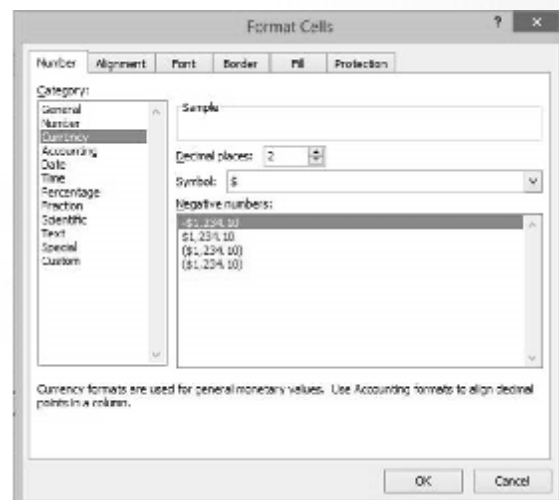 Format Cells
? ×
Number Alignment Font Border Fill Protection
Category:
General
Number
Currency
Accounting
Date
Time
Percentage
Fraction
Scientific
Text
Special
Custom
Sample
Decimal places: 2
Symbol: $
Negative numbers:
-$1,234.10
$1,234.10
($1,234.10)
($1,234.10)
Currency formats are used for general monetary values. Use Accounting formats to align decimal
points in a column.
OK Cancel